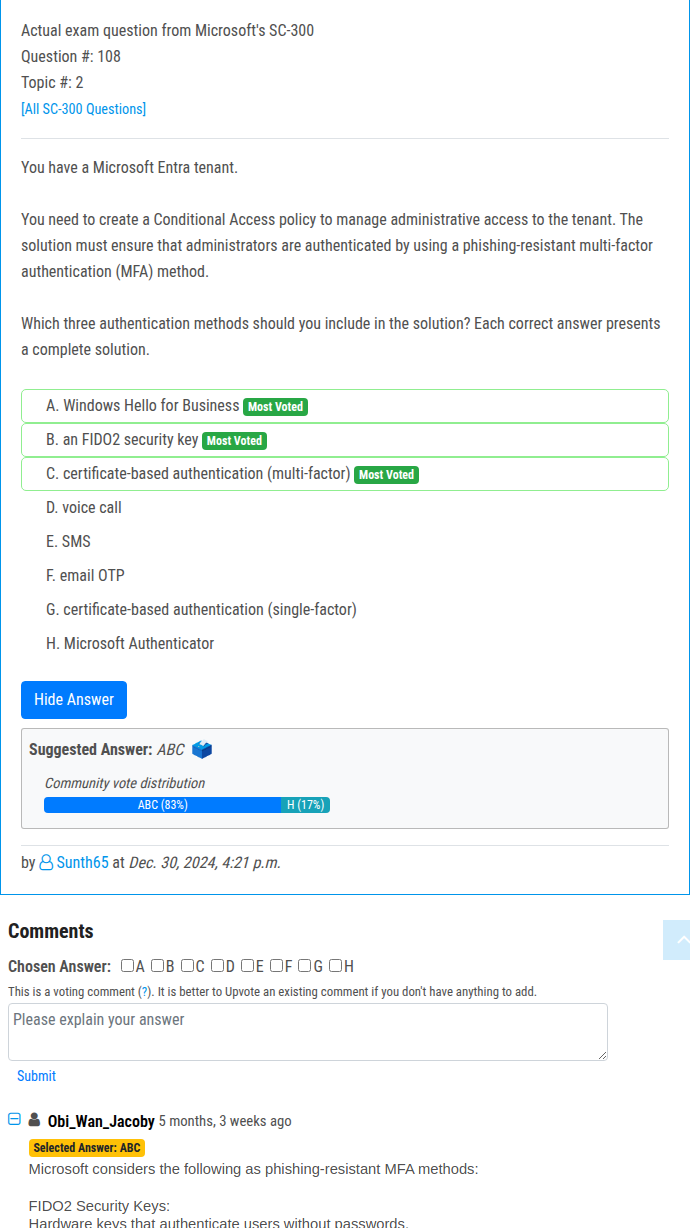 Actual exam question from Microsoft's SC-300
Question #: 108
Topic #: 2
[All SC-300 Questions]
You have a Microsoft Entra tenant.
You need to create a Conditional Access policy to manage administrative access to the tenant. The
solution must ensure that administrators are authenticated by using a phishing-resistant multi-factor
authentication (MFA) method.
Which three authentication methods should you include in the solution? Each correct answer presents
a complete solution.
A. Windows Hello for Business Most Voted
B. an FIDO2 security key Most Voted
C. certificate-based authentication (multi-factor) Most Voted
D. voice call
E. SMS
F. email OTP
G. certificate-based authentication (single-factor)
H. Microsoft Authenticator
Hide Answer
Suggested Answer: ABC
Community vote distribution
ABC (83%) H (17%)
by Sunth65 at Dec. 30, 2024, 4:21 p.m.
Comments
Chosen Answer: A B C D E F G H
This is a voting comment (?). It is better to Upvote an existing comment if you don't have anything to add.
Please explain your answer
Submit
Obi_Wan_Jacoby 5 months, 3 weeks ago
Selected Answer: ABC
Microsoft considers the following as phishing-resistant MFA methods:
FIDO2 Security Keys:
Hardware keys that authenticate users without passwords.